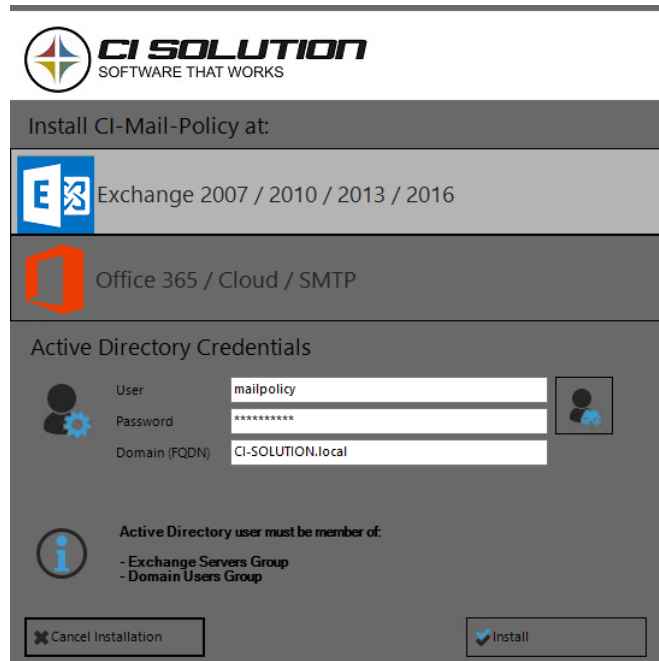 CI SOLUTION
SOFTWARE THAT WORKS
Install CI-Mail-Policy at:
E Exchange 2007 / 2010 / 2013 / 2016
Office 365 / Cloud / SMTP
Active Directory Credentials
User mailpolicy
Password **********
Domain (FQDN) CI-SOLUTION.local
Active Directory user must be member of:
- Exchange Servers Group
- Domain Users Group
Cancel Installation Install